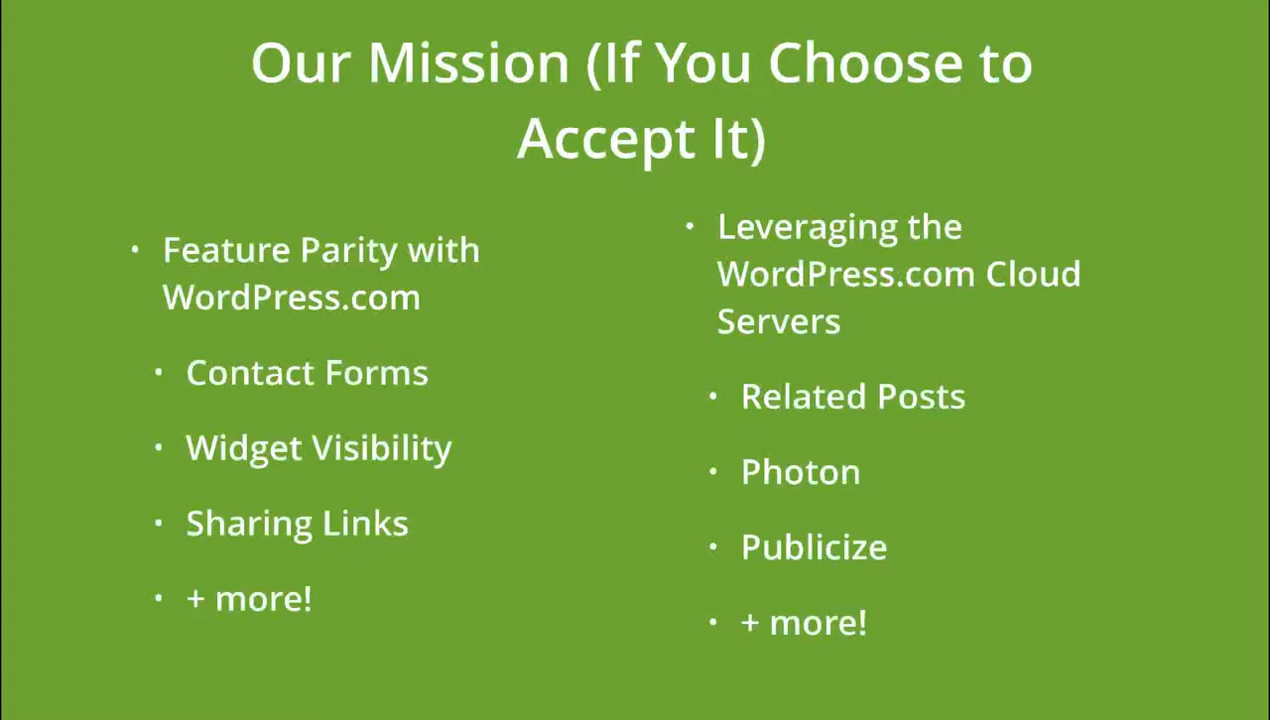 Our Mission (If You Choose to
Accept It)
• Feature Parity with
WordPress.com
• Contact Forms
• Widget Visibility
• Sharing Links
• + more!
• Leveraging the
WordPress.com Cloud
Servers
• Related Posts
• Photon
• Publicize
• + more!